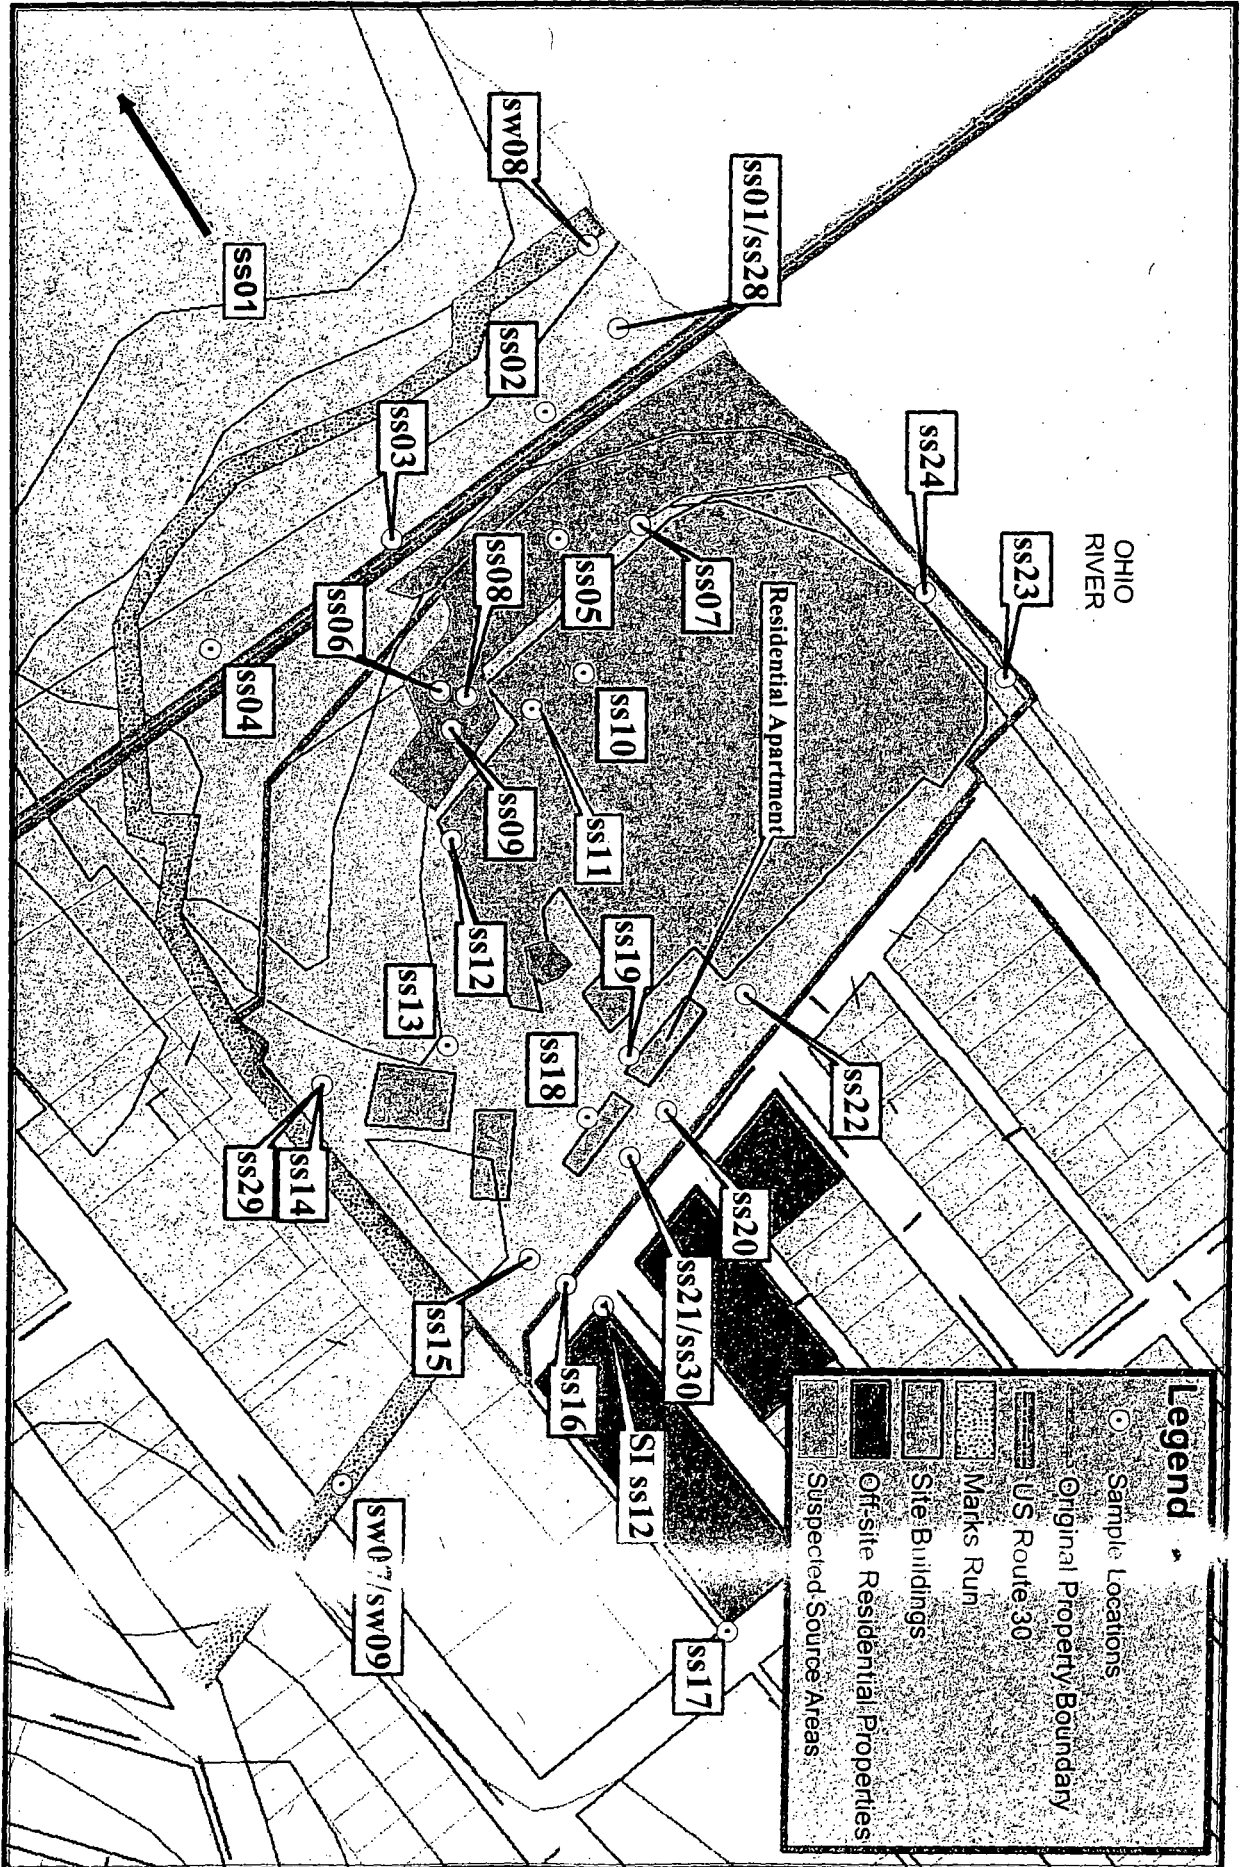 OHIO
RIVER
ss23
ss24
ss01/ss28
sw08
ss01
ss02
ss03
ss04
ss05
ss06
ss07
ss08
ss09
ss10
ss11
ss12
ss13
ss14
ss29
ss15
ss16
ss17
ss18
ss19
ss20
ss21/ss30
ss22
SI ss12
sw07/sw09
Residential Apartment
Legend
Sample Locations
Original Property Boundary
US Route 30
Marks Run
Site Buildings
Off-site Residential Properties
Suspected Source Areas